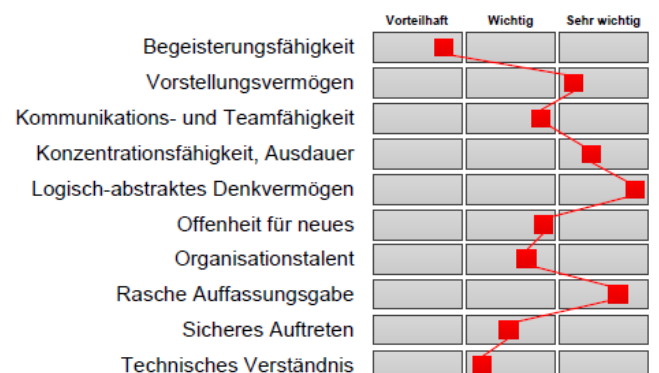 Vorteilhaft Wichtig Sehr wichtig
Begeisterungsfähigkeit
Vorstellungsvermögen
Kommunikations- und Teamfähigkeit
Konzentrationsfähigkeit, Ausdauer
Logisch-abstraktes Denkvermögen
Offenheit für neues
Organisationstalent
Rasche Auffassungsgabe
Sicheres Auftreten
Technisches Verständnis